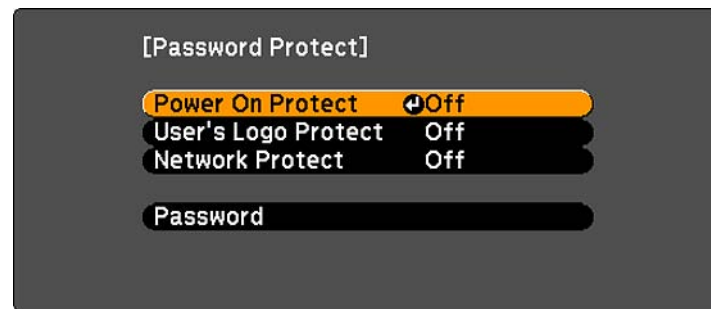 [Password Protect]
Power On Protect Off
User's Logo Protect Off
Network Protect Off
Password